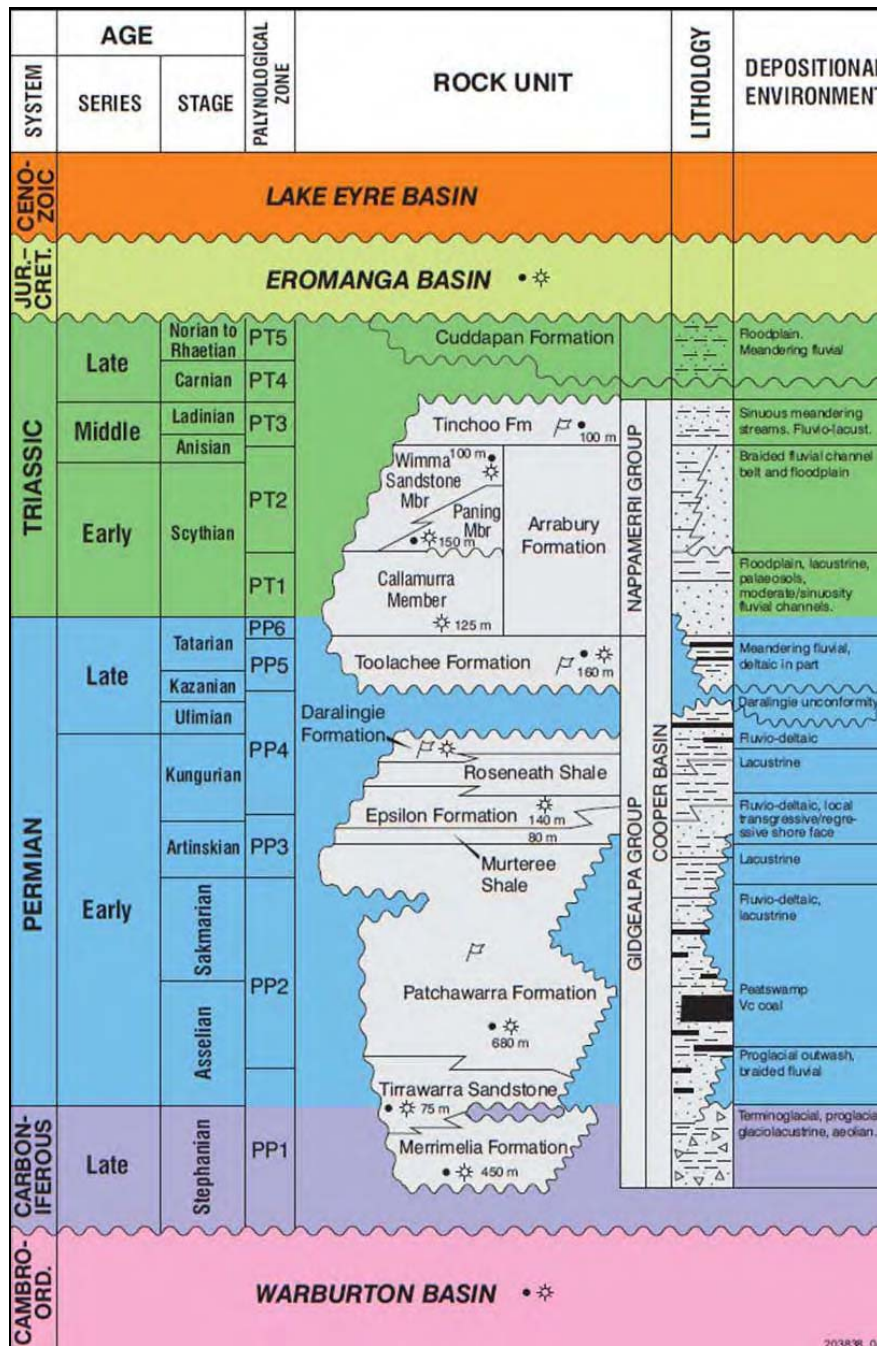 AGE
SYSTEM
SERIES
STAGE
PALYNOLOGICAL
ZONE
ROCK UNIT
LITHOLOGY
DEPOSITIONAL
ENVIRONMENT
CENO-
ZOIC
LAKE EYRE BASIN
JUR.–
CRET.
EROMANGA BASIN
TRIASSIC
Late
Norian to
Rhaetian
PT5
Cuddapan Formation
Floodplain.
Meandering fluvial
Carnian
PT4
Middle
Ladinian
PT3
Tinchoo Fm
100 m
Sinuous meandering
streams. Fluvio-lacust.
Anisian
Early
Scythian
PT2
Wimma
100 m
Sandstone
Mbr
Paning
Mbr
150 m
Arrabury
Formation
NAPPAMERRI GROUP
Braided fluvial channel
belt and floodplain
PT1
Callamurra
Member
125 m
Floodplain, lacustrine,
palaeosols,
moderate/sinuosity
fluvial channels.
PERMIAN
Late
Tatarian
PP6
PP5
Toolachee Formation
160 m
Meandering fluvial,
deltaic in part
Kazanian
Ufimian
Daralingie unconformity
Early
PP4
Daralingie
Formation
Fluvio-deltaic
Kungurian
Roseneath Shale
Lacustrine
Epsilon Formation
140 m
80 m
Fluvio-deltaic, local
transgressive/regre-
ssive shore face
Artinskian
PP3
Murteree
Shale
Lacustrine
GIDGEALPA GROUP
COOPER BASIN
Sakmarian
PP2
Fluvio-deltaic,
lacustrine
Patchawarra Formation
680 m
Peatswamp
Vc coal
Asselian
Tirrawarra Sandstone
75 m
Proglacial outwash,
braided fluvial
CARBON-
IFEROUS
Late
Stephanian
PP1
Merrimelia Formation
450 m
Terminoglacial, proglacia
glaciolacustrine, aeolian.
CAMBRO-
ORD.
WARBURTON BASIN